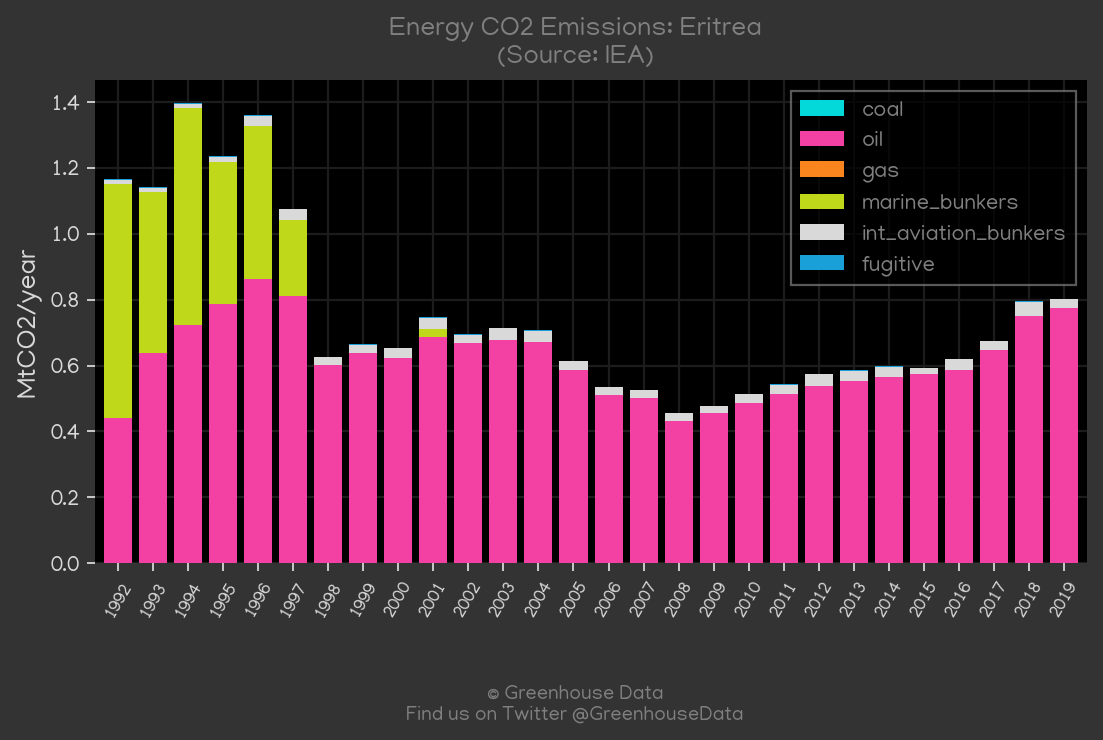 Energy CO2 Emissions: Eritrea
(Source: IEA)
MtCO2/year
1.4
1.2
1.0
0.8
0.6
0.4
0.2
0.0
coal
oil
gas
marine_bunkers
int_aviation_bunkers
fugitive
1992 1993 1994 1995 1996 1997 1998 1999 2000 2001 2002 2003 2004 2005 2006 2007 2008 2009 2010 2011 2012 2013 2014 2015 2016 2017 2018 2019
© Greenhouse Data
Find us on Twitter @GreenhouseData